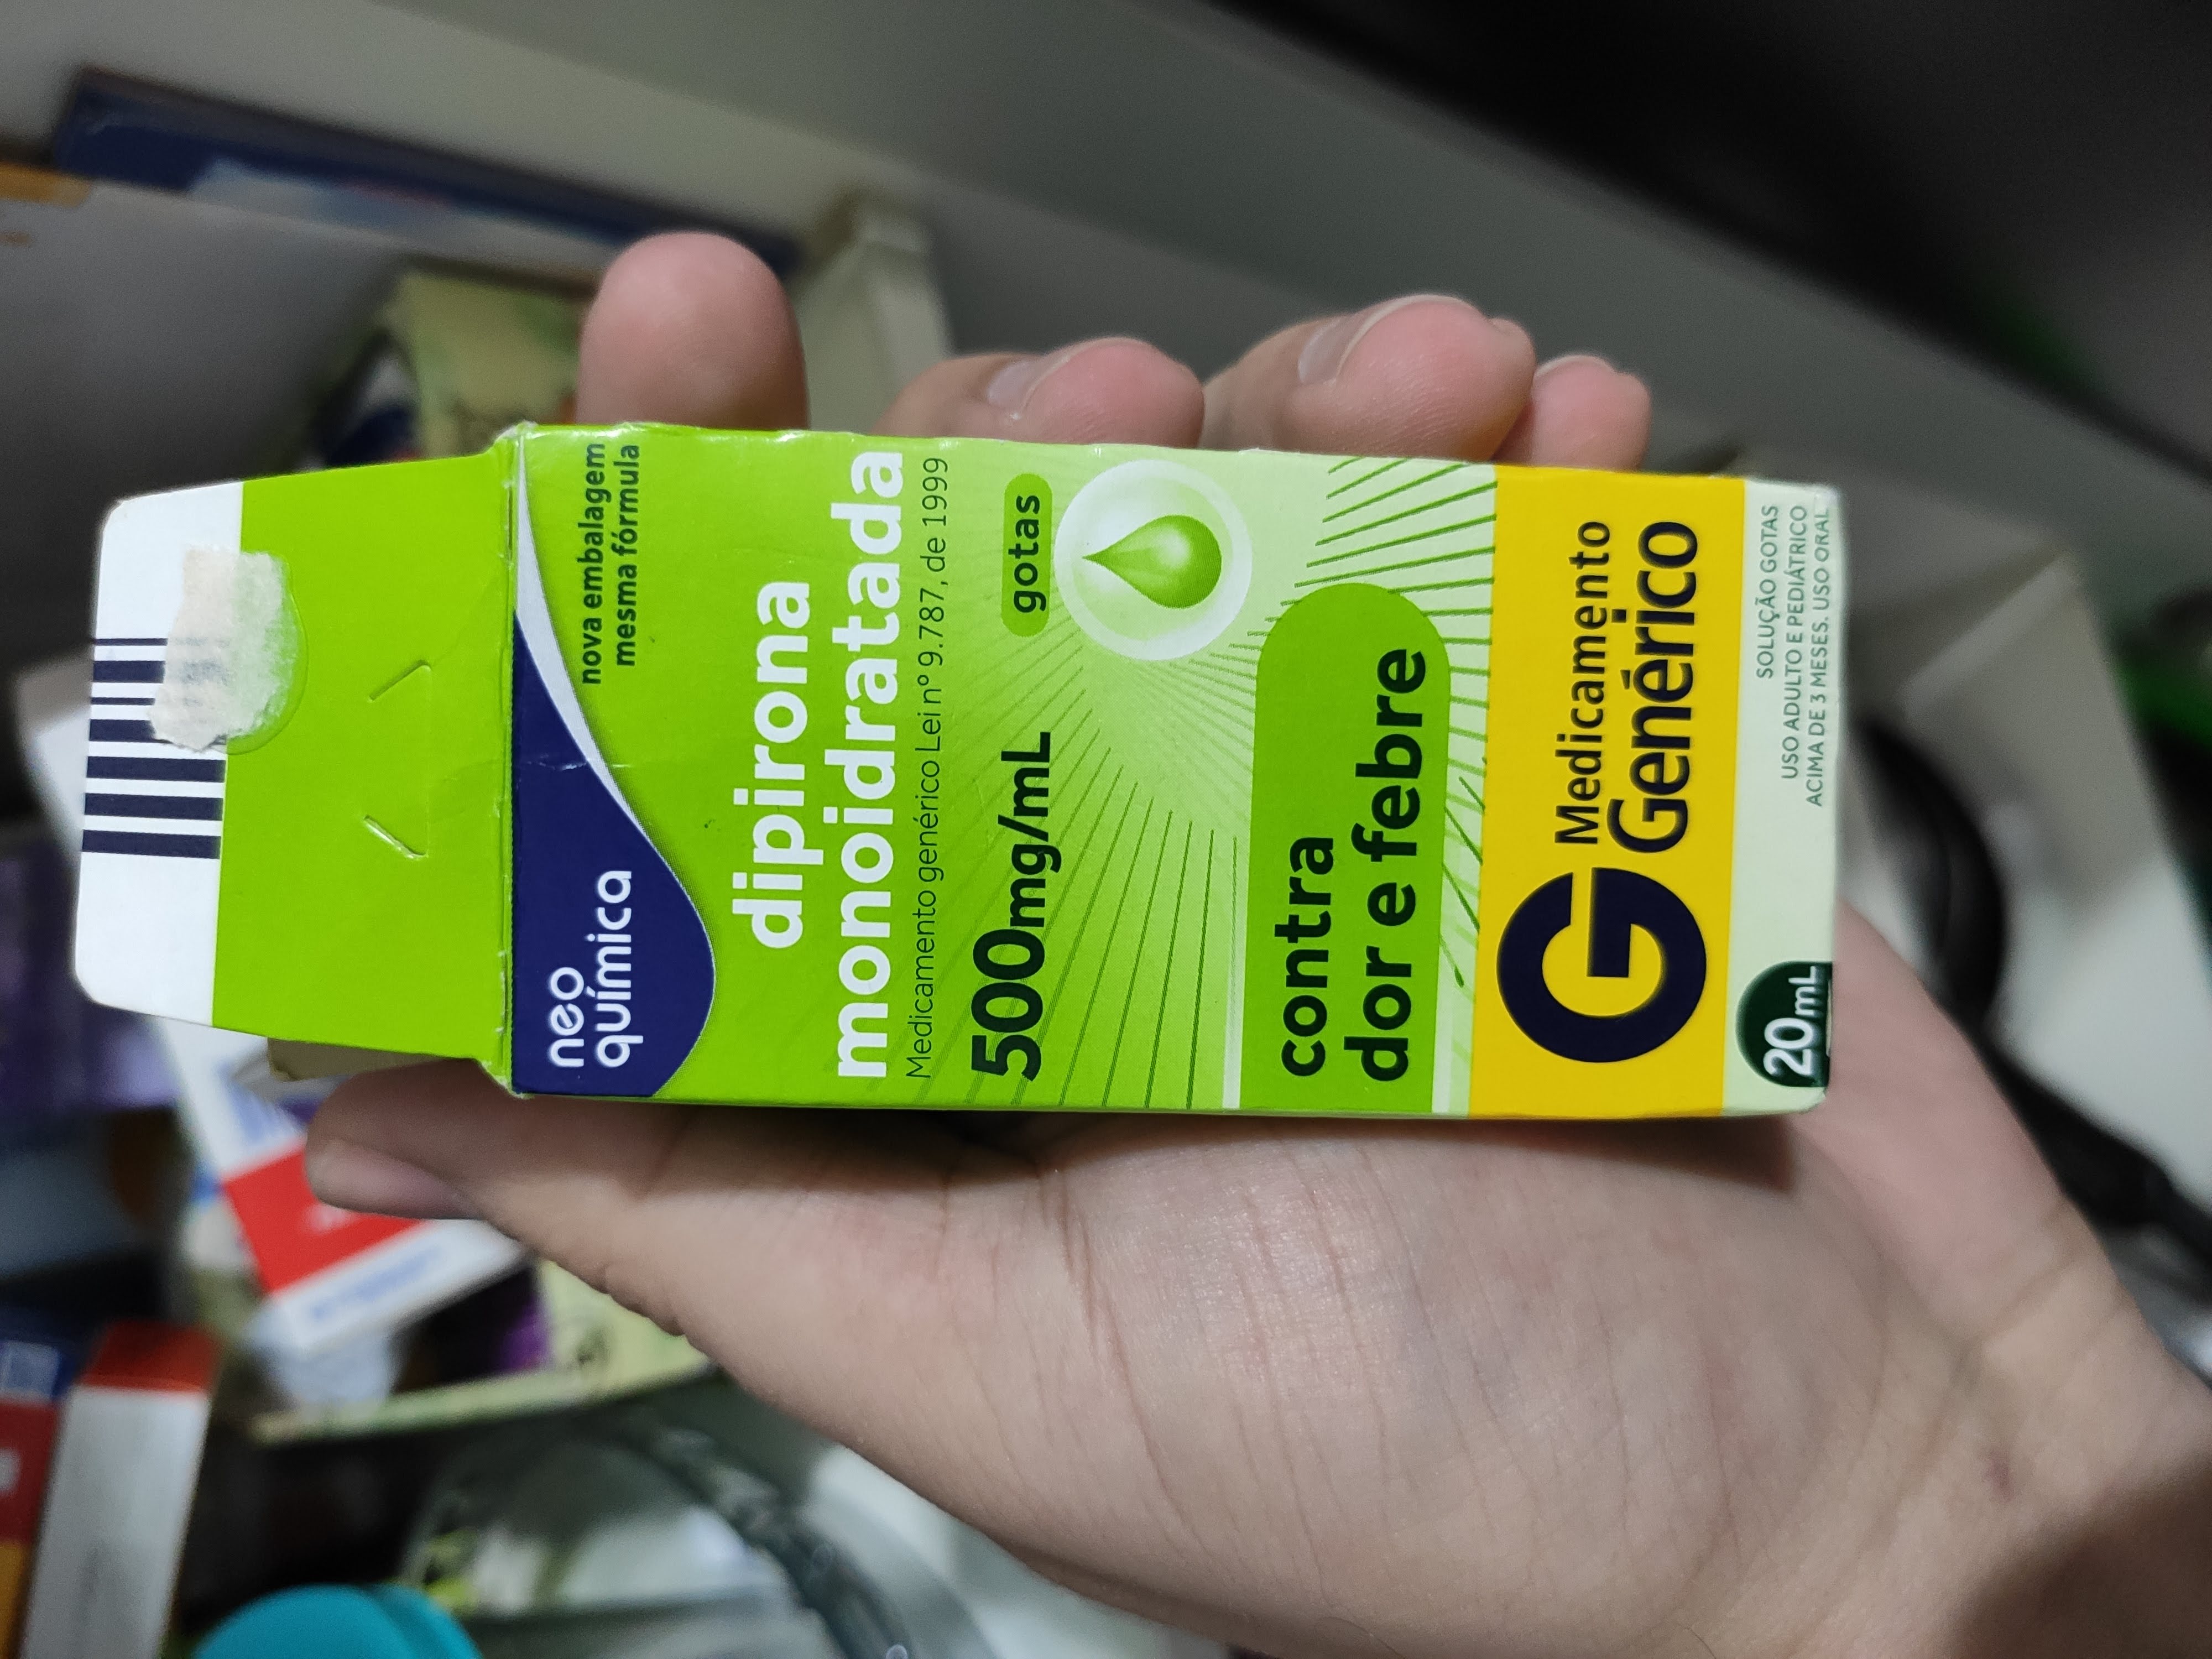 neo
química
nova embalagem
mesma fórmula
dipirona
monoidratada
Medicamento genérico Lei nº 9.787, de 1999
500mg/mL
gotas
contra
dor e febre
G Medicamento
Genérico
20mL
SOLUÇÃO GOTAS
USO ADULTO E PEDIÁTRICO
ACIMA DE 3 MESES. USO ORAL